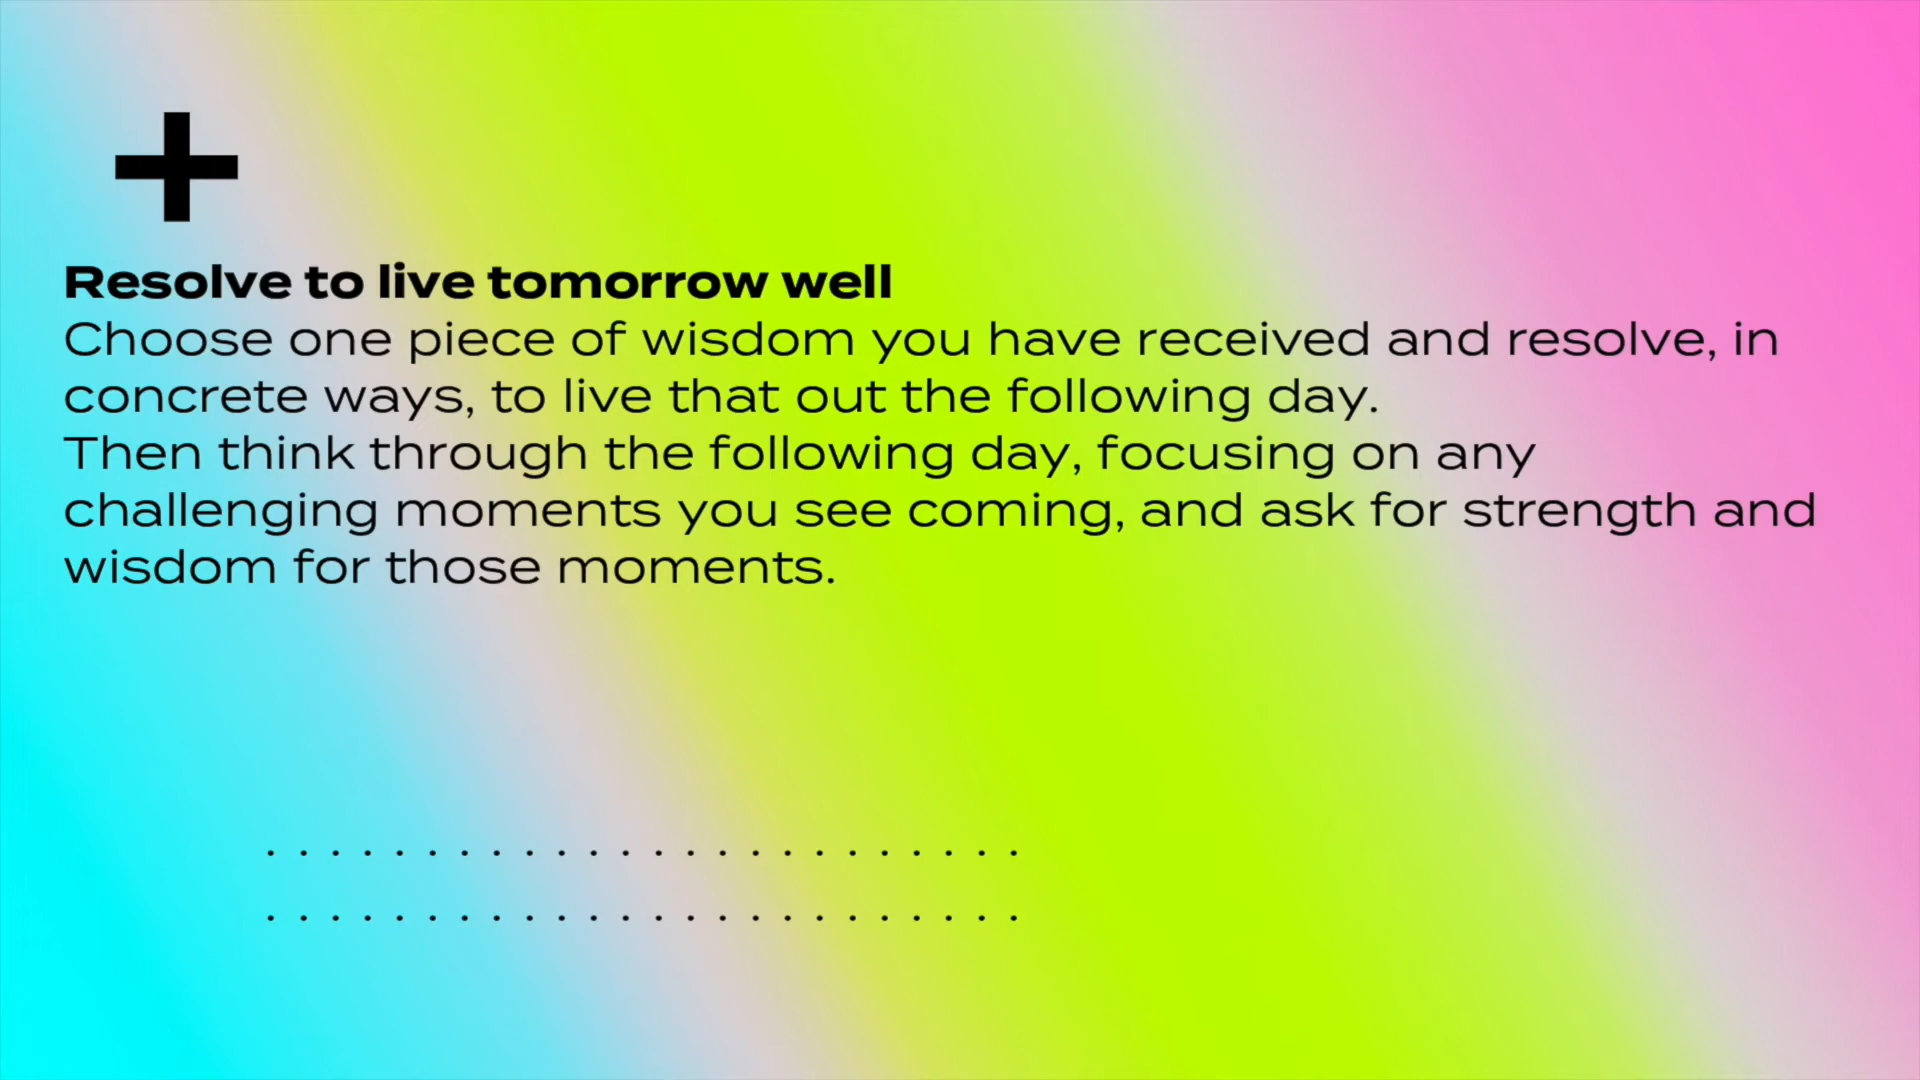 Resolve to live tomorrow well
Choose one piece of wisdom you have received and resolve, in
concrete ways, to live that out the following day.
Then think through the following day, focusing on any
challenging moments you see coming, and ask for strength and
wisdom for those moments.